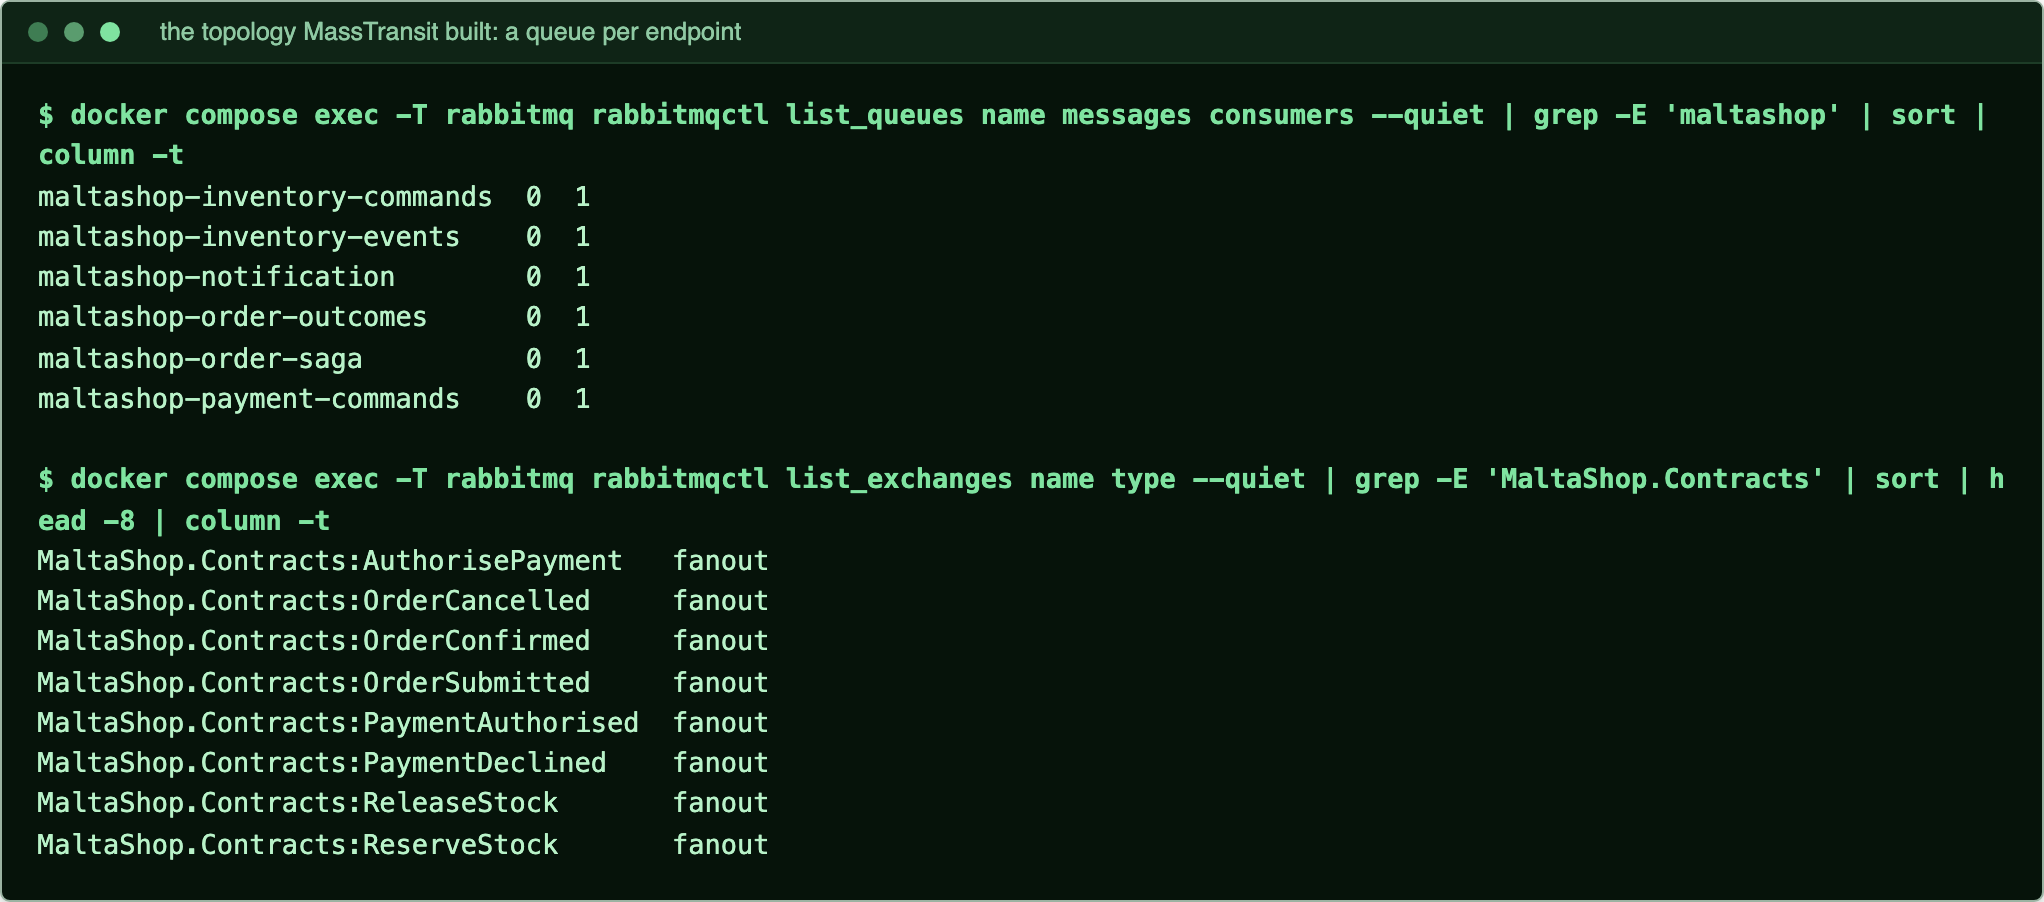 the topology MassTransit built: a queue per endpoint
$ docker compose exec -T rabbitmq rabbitmqctl list_queues name messages consumers --quiet | grep -E 'maltashop' | sort |
column -t
maltashop-inventory-commands  0  1
maltashop-inventory-events    0  1
maltashop-notification        0  1
maltashop-order-outcomes      0  1
maltashop-order-saga          0  1
maltashop-payment-commands    0  1
$ docker compose exec -T rabbitmq rabbitmqctl list_exchanges name type --quiet | grep -E 'MaltaShop.Contracts' | sort | h
ead -8 | column -t
MaltaShop.Contracts:AuthorisePayment   fanout
MaltaShop.Contracts:OrderCancelled     fanout
MaltaShop.Contracts:OrderConfirmed     fanout
MaltaShop.Contracts:OrderSubmitted     fanout
MaltaShop.Contracts:PaymentAuthorised  fanout
MaltaShop.Contracts:PaymentDeclined    fanout
MaltaShop.Contracts:ReleaseStock       fanout
MaltaShop.Contracts:ReserveStock       fanout